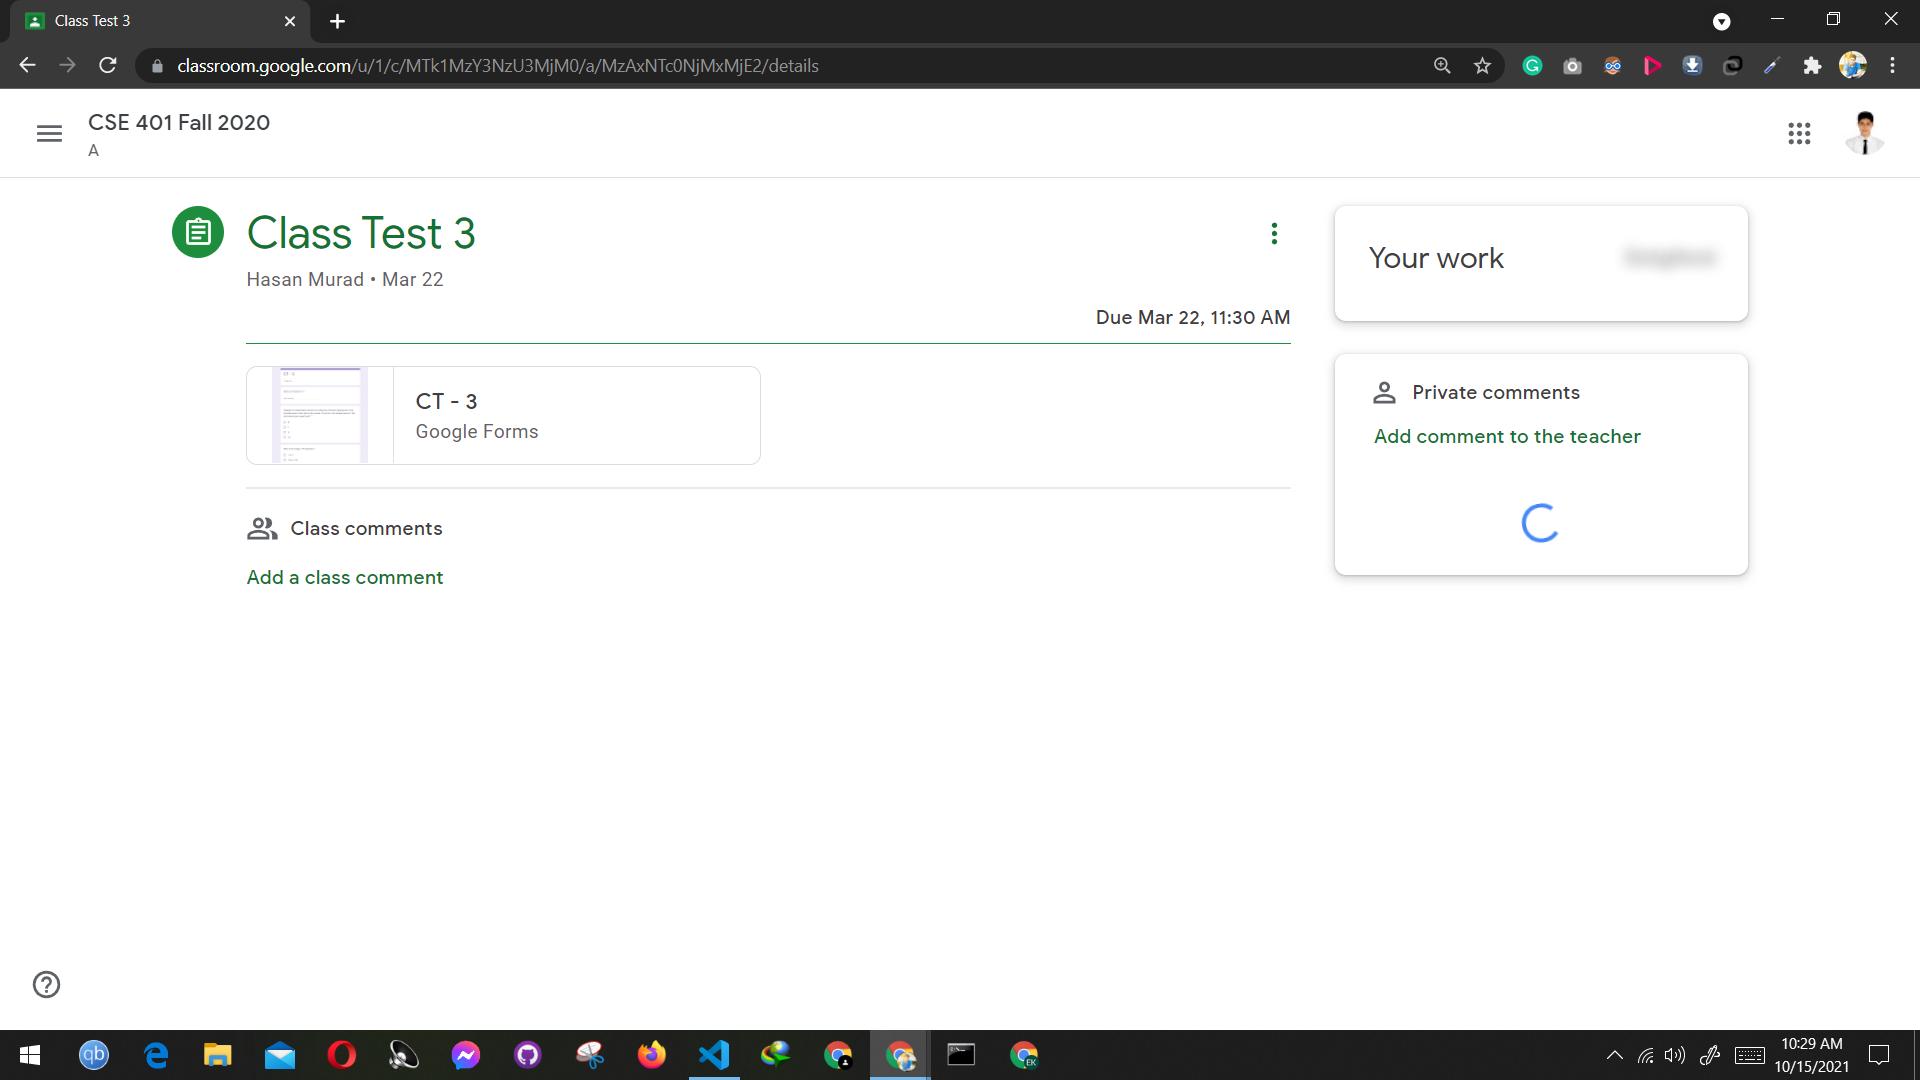 Class Test 3
classroom.google.com/u/1/c/MTk1MzY3NzU3MjM0/a/MzAxNTc0NjMxMjE2/details
CSE 401 Fall 2020
A
Class Test 3
Hasan Murad • Mar 22
Due Mar 22, 11:30 AM
CT - 3
Google Forms
Class comments
Add a class comment
Your work
Private comments
Add comment to the teacher
qb
EK
10:29 AM
10/15/2021